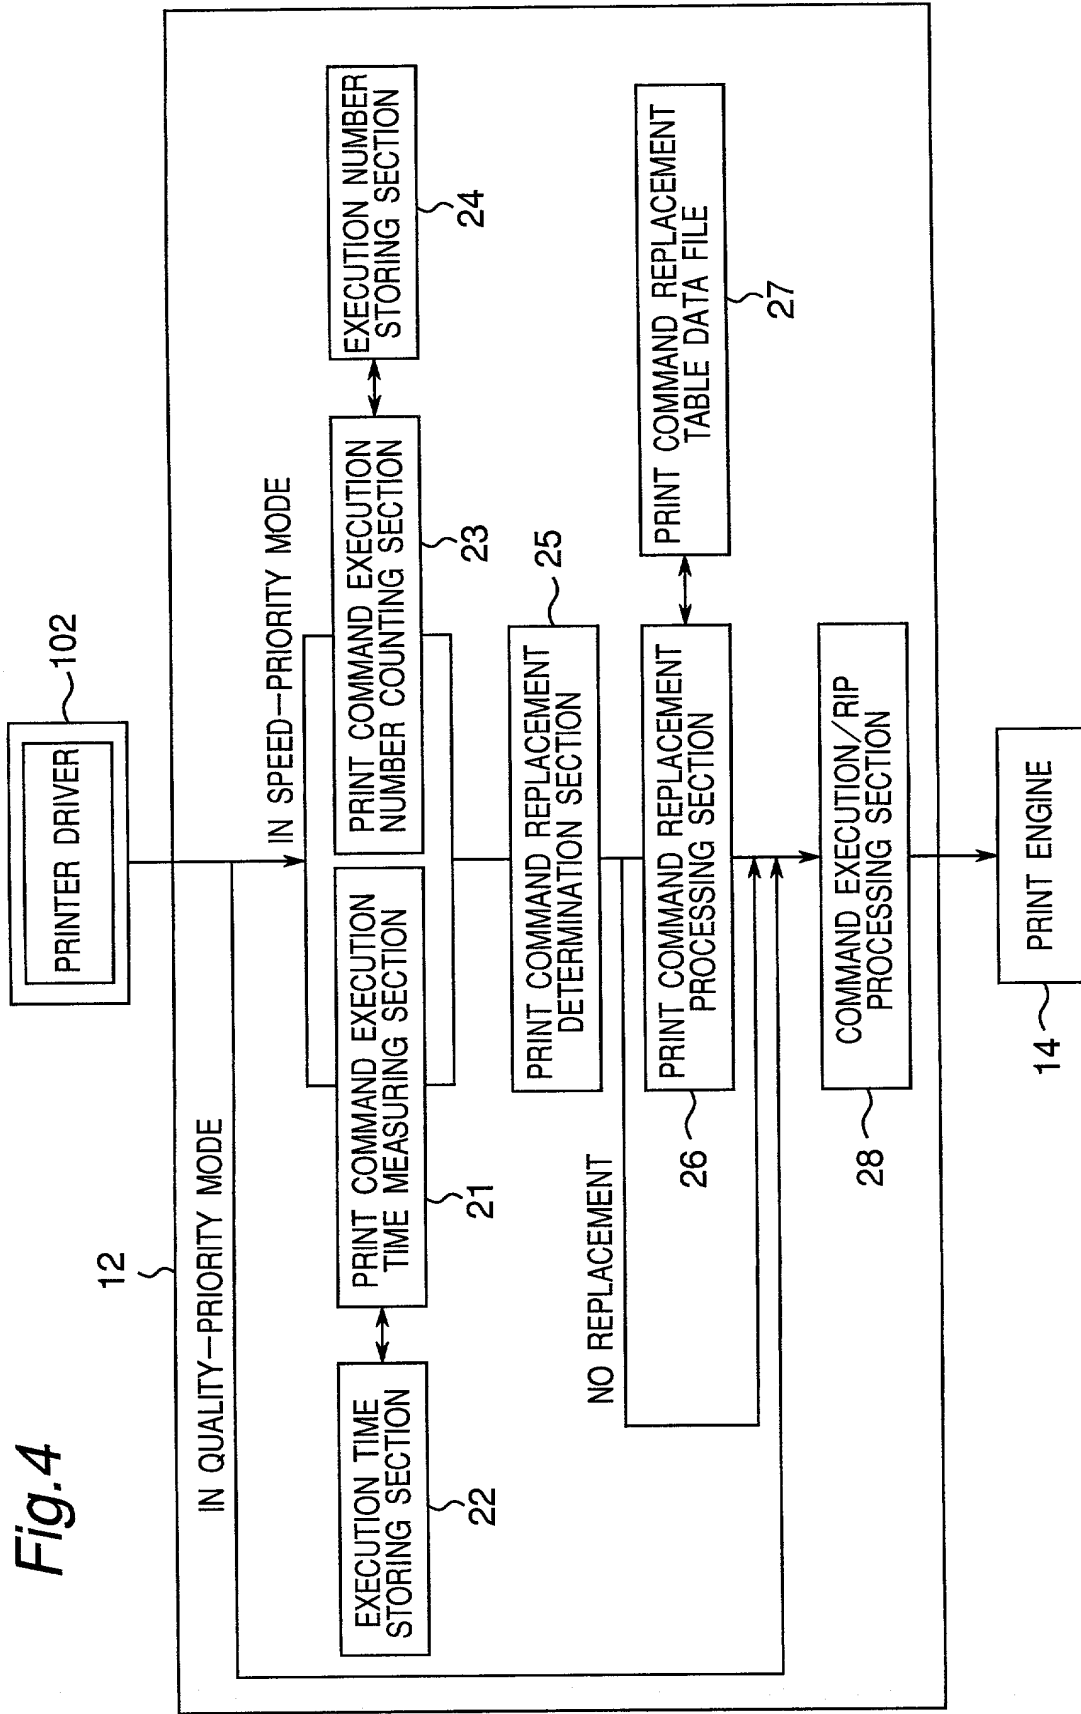 Fig.4
PRINTER DRIVER
102
12
IN QUALITY-PRIORITY MODE
IN SPEED-PRIORITY MODE
EXECUTION TIME
STORING SECTION
22
PRINT COMMAND EXECUTION
TIME MEASURING SECTION
21
PRINT COMMAND EXECUTION
NUMBER COUNTING SECTION
23
EXECUTION NUMBER
STORING SECTION
24
PRINT COMMAND REPLACEMENT
DETERMINATION SECTION
25
NO REPLACEMENT
PRINT COMMAND REPLACEMENT
PROCESSING SECTION
26
PRINT COMMAND REPLACEMENT
TABLE DATA FILE
27
COMMAND EXECUTION/RIP
PROCESSING SECTION
28
PRINT ENGINE
14